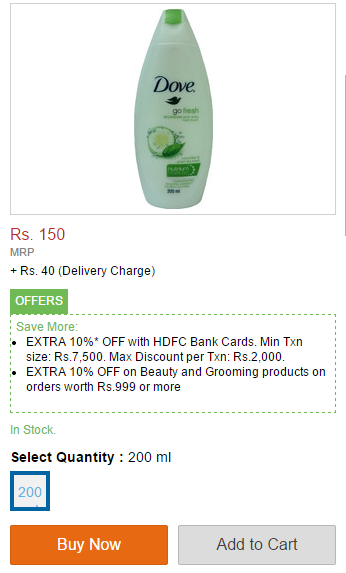 Dove
go fresh
200 ml
Rs. 150
MRP
+ Rs. 40 (Delivery Charge)
OFFERS
Save More:
EXTRA 10%* OFF with HDFC Bank Cards. Min Txn
size: Rs.7,500. Max Discount per Txn: Rs.2,000.
EXTRA 10% OFF on Beauty and Grooming products on
orders worth Rs.999 or more
In Stock.
Select Quantity : 200 ml
200
Buy Now
Add to Cart